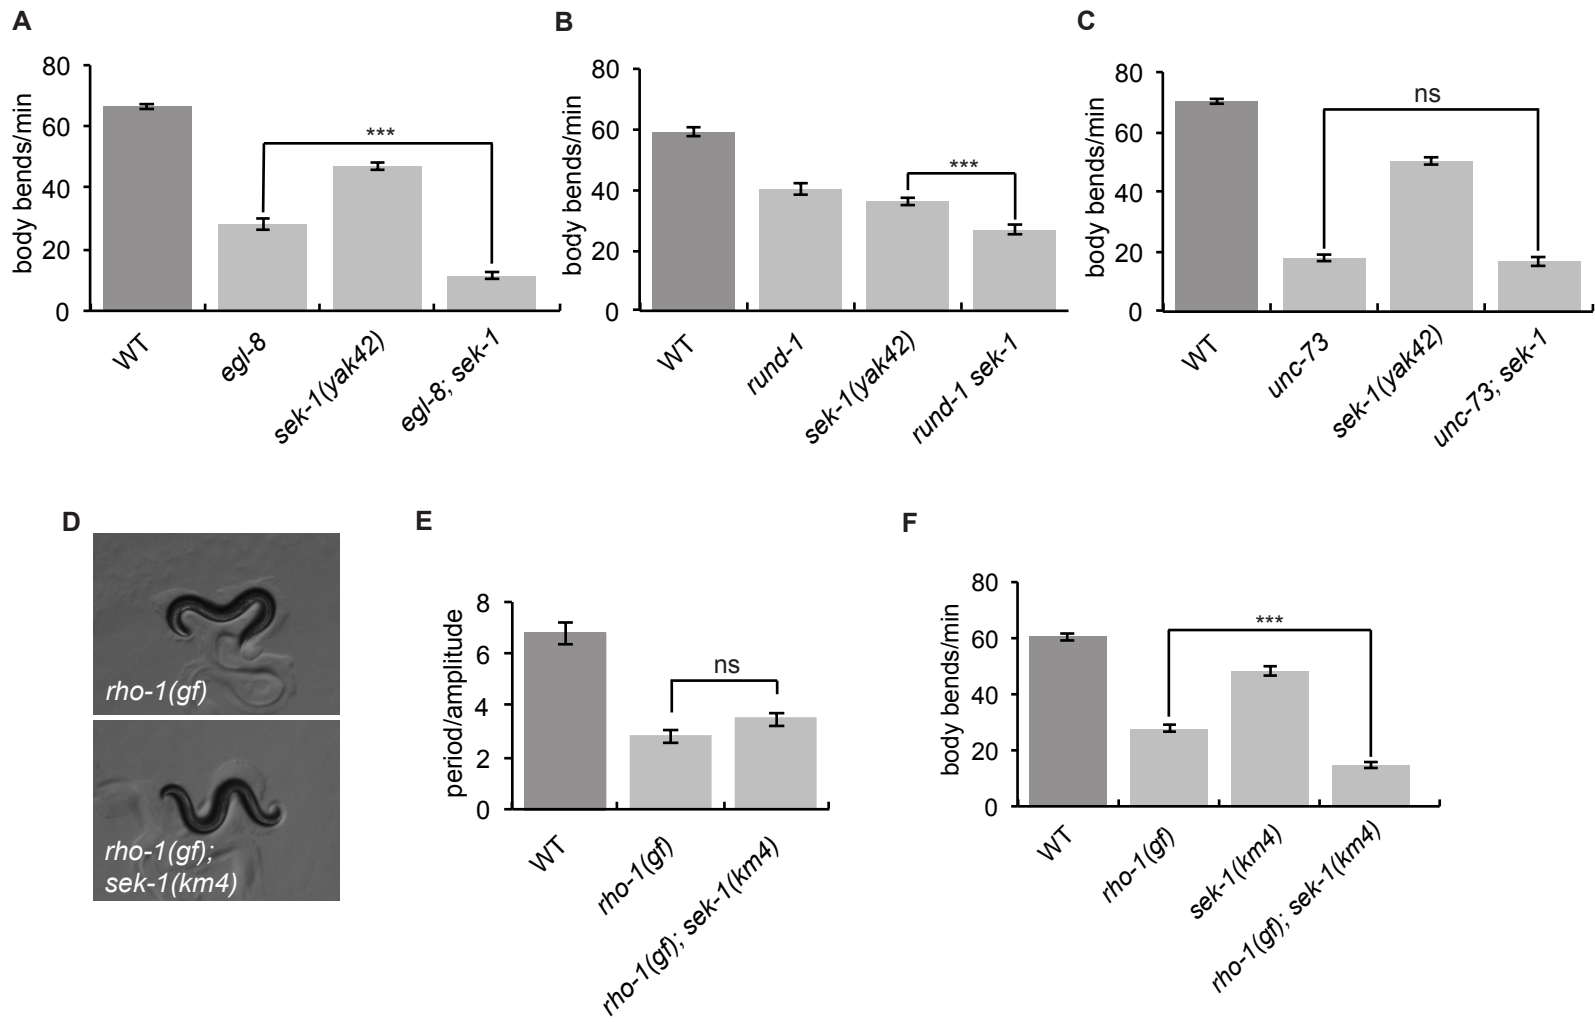 A
body bends/min
80
60
40
20
0
***
WT
egl-8
sek-1(yak42)
egl-8; sek-1
B
body bends/min
80
60
40
20
0
***
WT
rund-1
sek-1(yak42)
rund-1 sek-1
C
body bends/min
80
60
40
20
0
ns
WT
unc-73
sek-1(yak42)
unc-73; sek-1
D
rho-1(gf)
rho-1(gf);
sek-1(km4)
E
period/amplitude
8
6
4
2
0
ns
WT
rho-1(gf)
rho-1(gf); sek-1(km4)
F
body bends/min
80
60
40
20
0
***
WT
rho-1(gf)
sek-1(km4)
rho-1(gf); sek-1(km4)